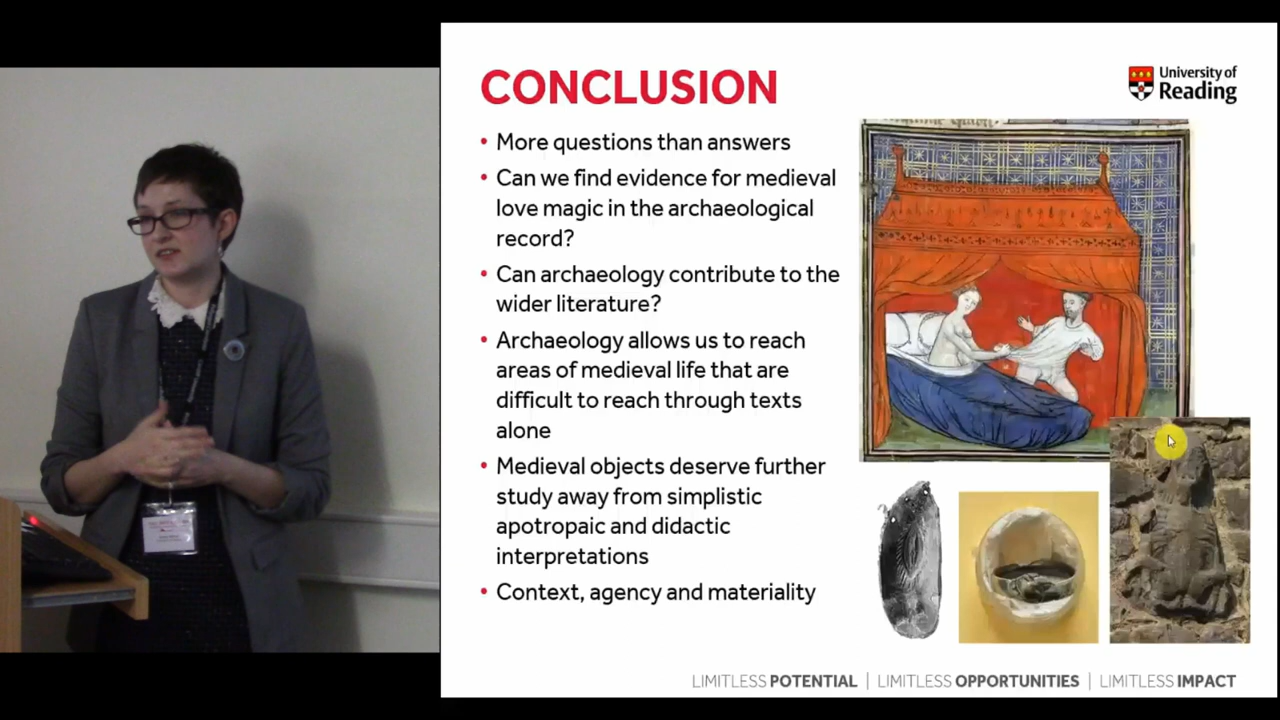 CONCLUSION
University of
Reading
• More questions than answers
• Can we find evidence for medieval
love magic in the archaeological
record?
• Can archaeology contribute to the
wider literature?
• Archaeology allows us to reach
areas of medieval life that are
difficult to reach through texts
alone
• Medieval objects deserve further
study away from simplistic
apotropaic and didactic
interpretations
• Context, agency and materiality
LIMITLESS POTENTIAL | LIMITLESS OPPORTUNITIES | LIMITLESS IMPACT